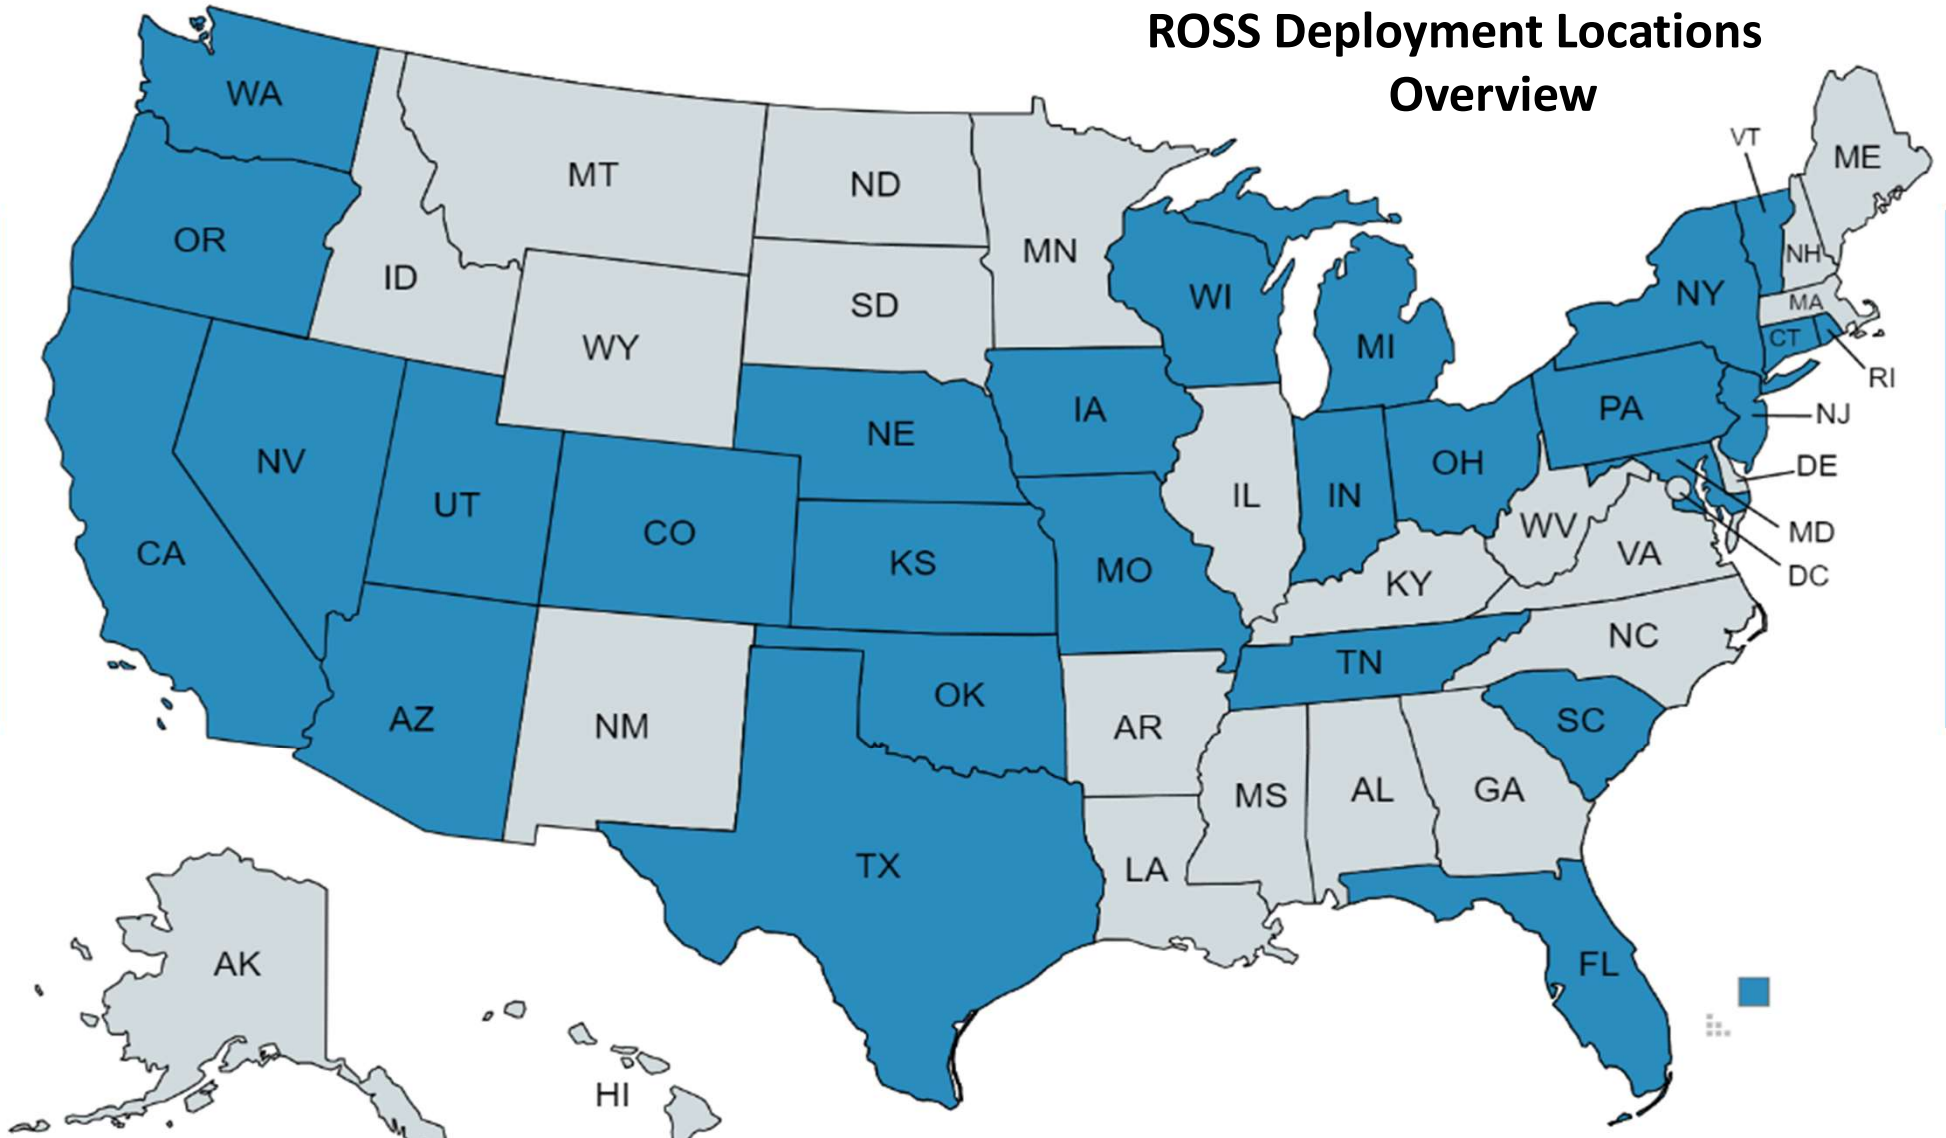 ROSS Deployment Locations
Overview
WA
MT
ND
MN
VT
ME
OR
ID
SD
WI
NY
NH
MA
WY
MI
CT
RI
NV
UT
NE
IA
PA
NJ
CA
CO
KS
MO
IL
IN
OH
WV
VA
DE
MD
DC
KY
AZ
NM
OK
AR
TN
NC
SC
TX
LA
MS
AL
GA
AK
FL
HI